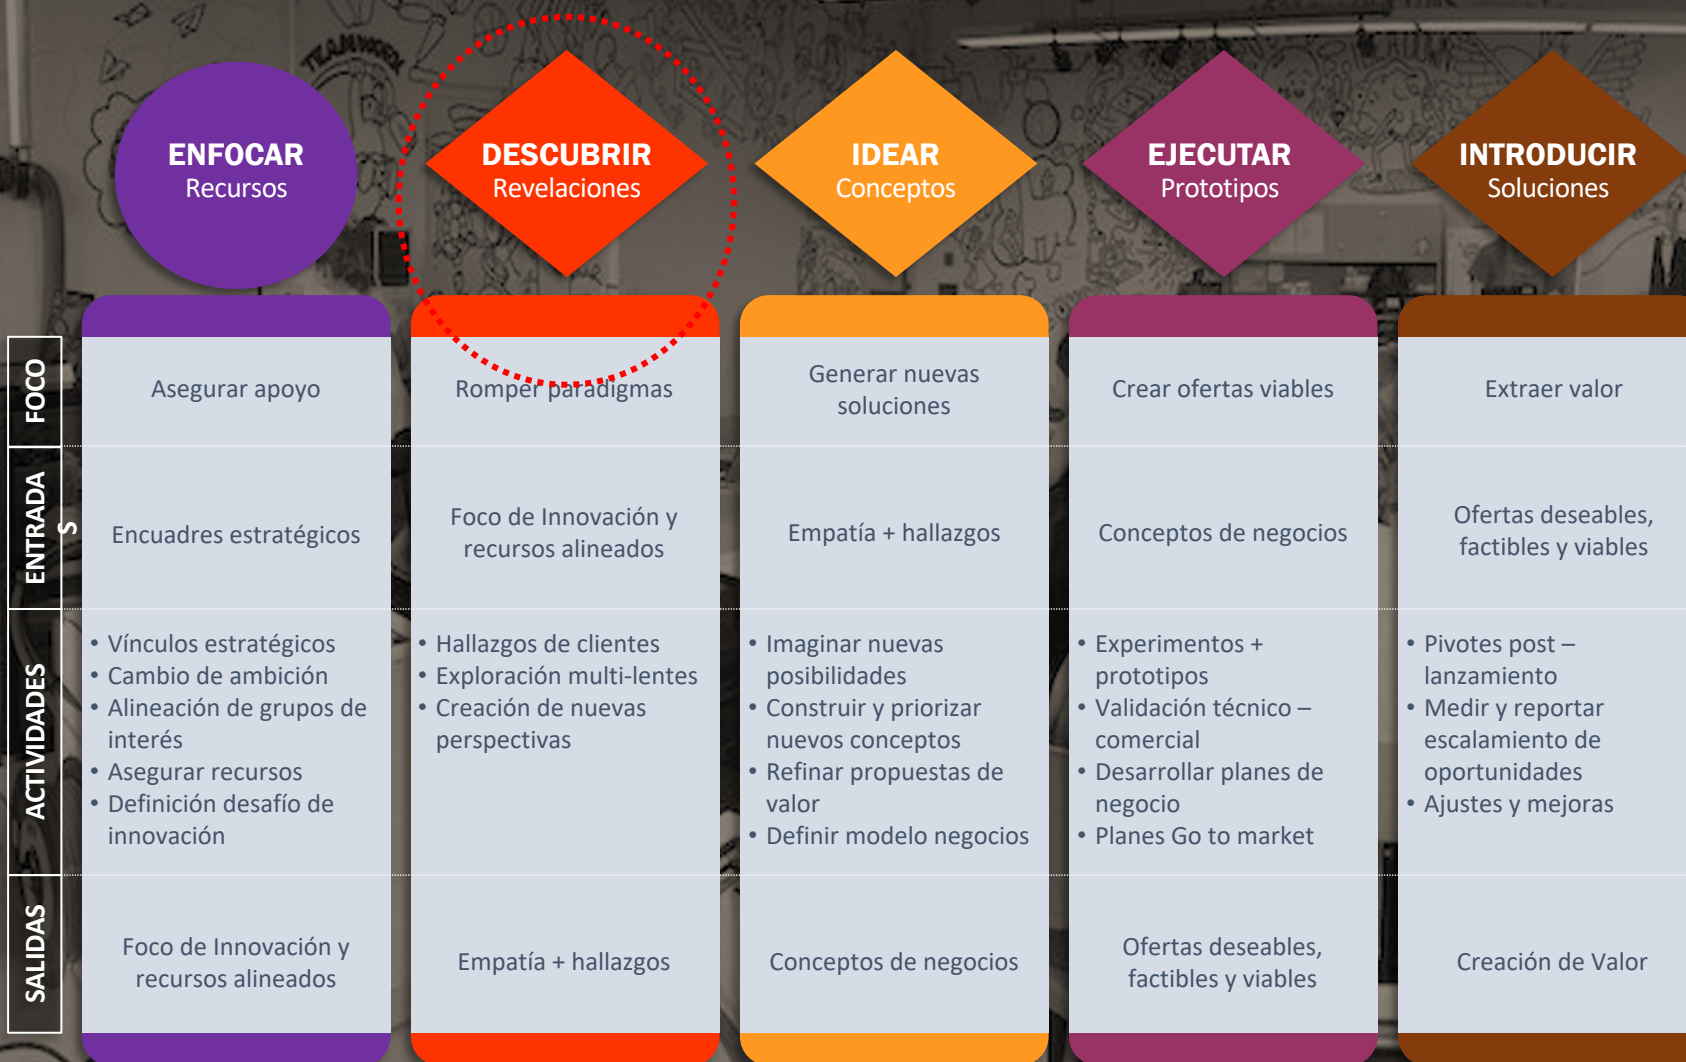 TEAMWORK
ENFOCAR
Recursos
DESCUBRIR
Revelaciones
IDEAR
Conceptos
EJECUTAR
Prototipos
INTRODUCIR
Soluciones
FOCO
Asegurar apoyo
Romper paradigmas
Generar nuevas
soluciones
Crear ofertas viables
Extraer valor
ENTRADA
S
Encuadres estratégicos
Foco de Innovación y
recursos alineados
Empatía + hallazgos
Conceptos de negocios
Ofertas deseables,
factibles y viables
ACTIVIDADES
• Vínculos estratégicos
• Cambio de ambición
• Alineación de grupos de
interés
• Asegurar recursos
• Definición desafío de
innovación
• Hallazgos de clientes
• Exploración multi-lentes
• Creación de nuevas
perspectivas
• Imaginar nuevas
posibilidades
• Construir y priorizar
nuevos conceptos
• Refinar propuestas de
valor
• Definir modelo negocios
• Experimentos +
prototipos
• Validación técnico –
comercial
• Desarrollar planes de
negocio
• Planes Go to market
• Pivotes post –
lanzamiento
• Medir y reportar
escalamiento de
oportunidades
• Ajustes y mejoras
SALIDAS
Foco de Innovación y
recursos alineados
Empatía + hallazgos
Conceptos de negocios
Ofertas deseables,
factibles y viables
Creación de Valor